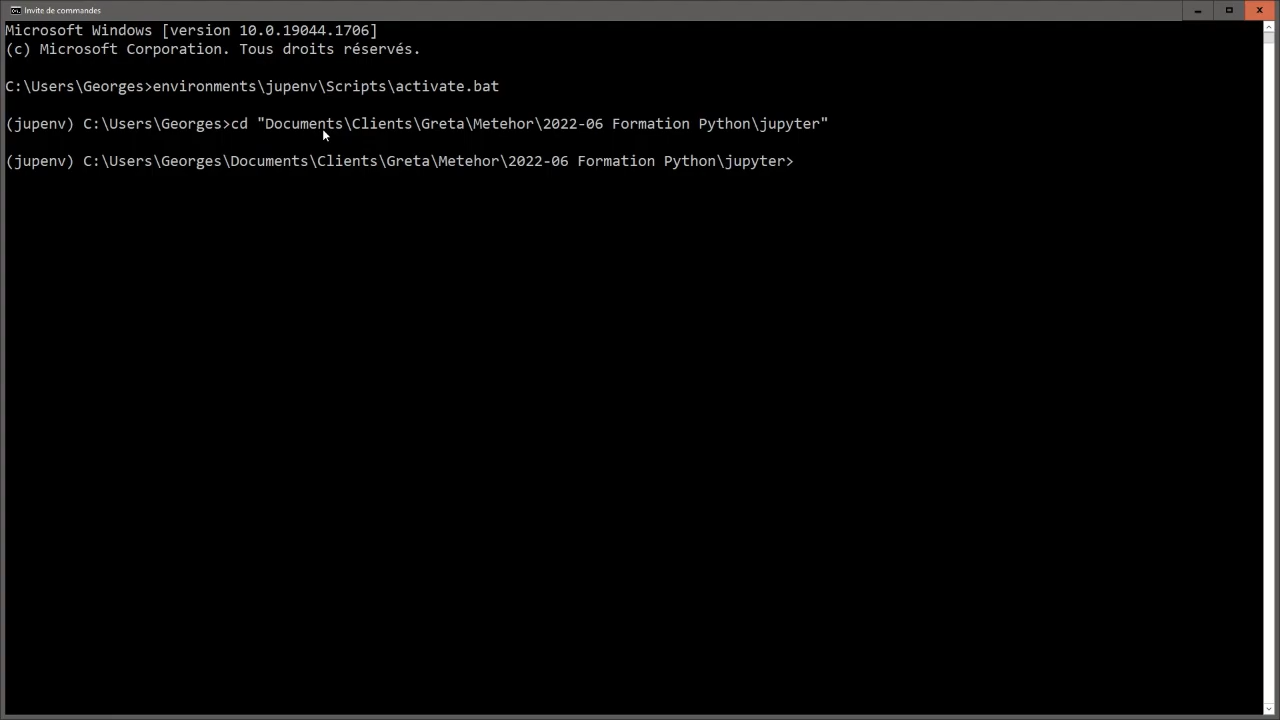 Invite de commandes
Microsoft Windows [version 10.0.19044.1706]
(c) Microsoft Corporation. Tous droits réservés.
C:\Users\Georges>environments\jupenv\Scripts\activate.bat
(jupenv) C:\Users\Georges>cd "Documents\Clients\Greta\Metehor\2022-06 Formation Python\jupyter"
(jupenv) C:\Users\Georges\Documents\Clients\Greta\Metehor\2022-06 Formation Python\jupyter>